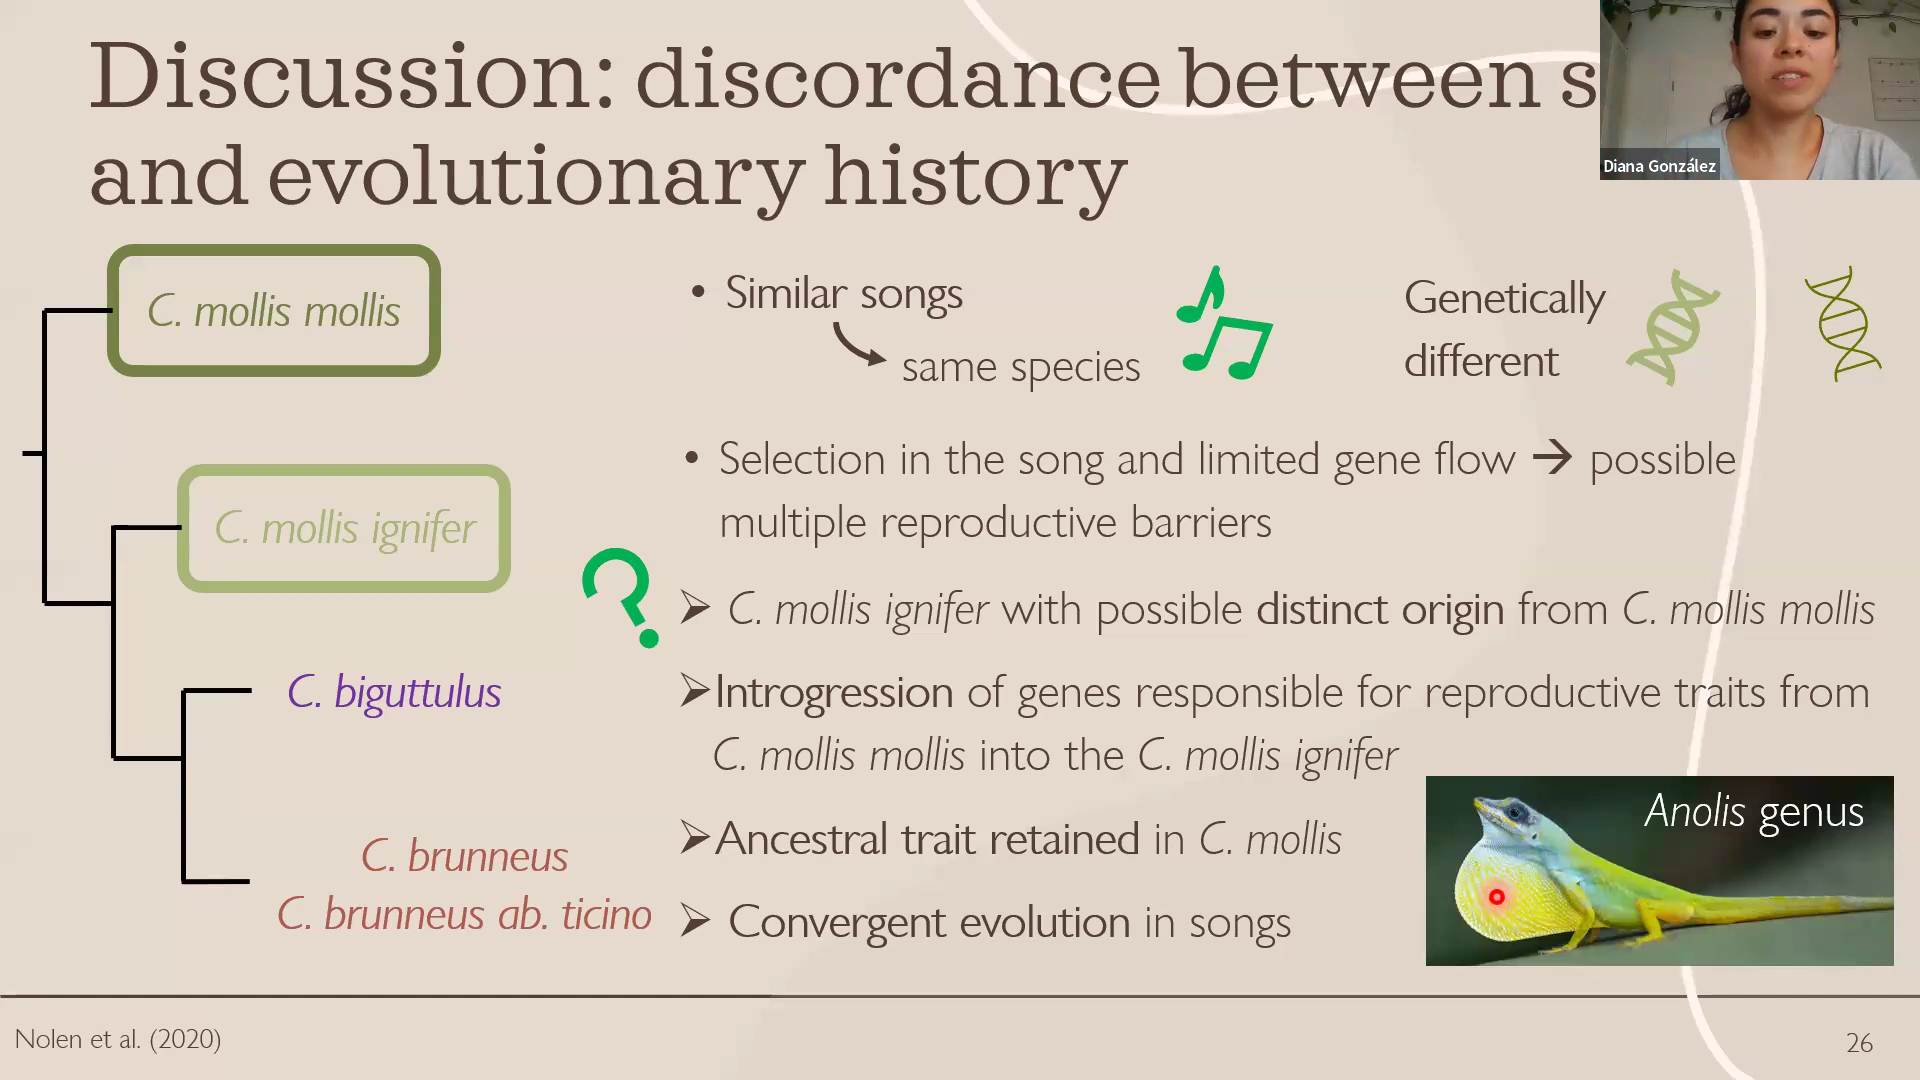 Discussion: discordance between s
and evolutionary history
Diana González
C. mollis mollis
C. mollis ignifer
C. biguttulus
C. brunneus
C. brunneus ab. ticino
• Similar songs
same species
Genetically
different
• Selection in the song and limited gene flow → possible
multiple reproductive barriers
?
➢ C. mollis ignifer with possible distinct origin from C. mollis mollis
➢Introgression of genes responsible for reproductive traits from
C. mollis mollis into the C. mollis ignifer
➢Ancestral trait retained in C. mollis
➢ Convergent evolution in songs
Anolis genus
Nolen et al. (2020)
26